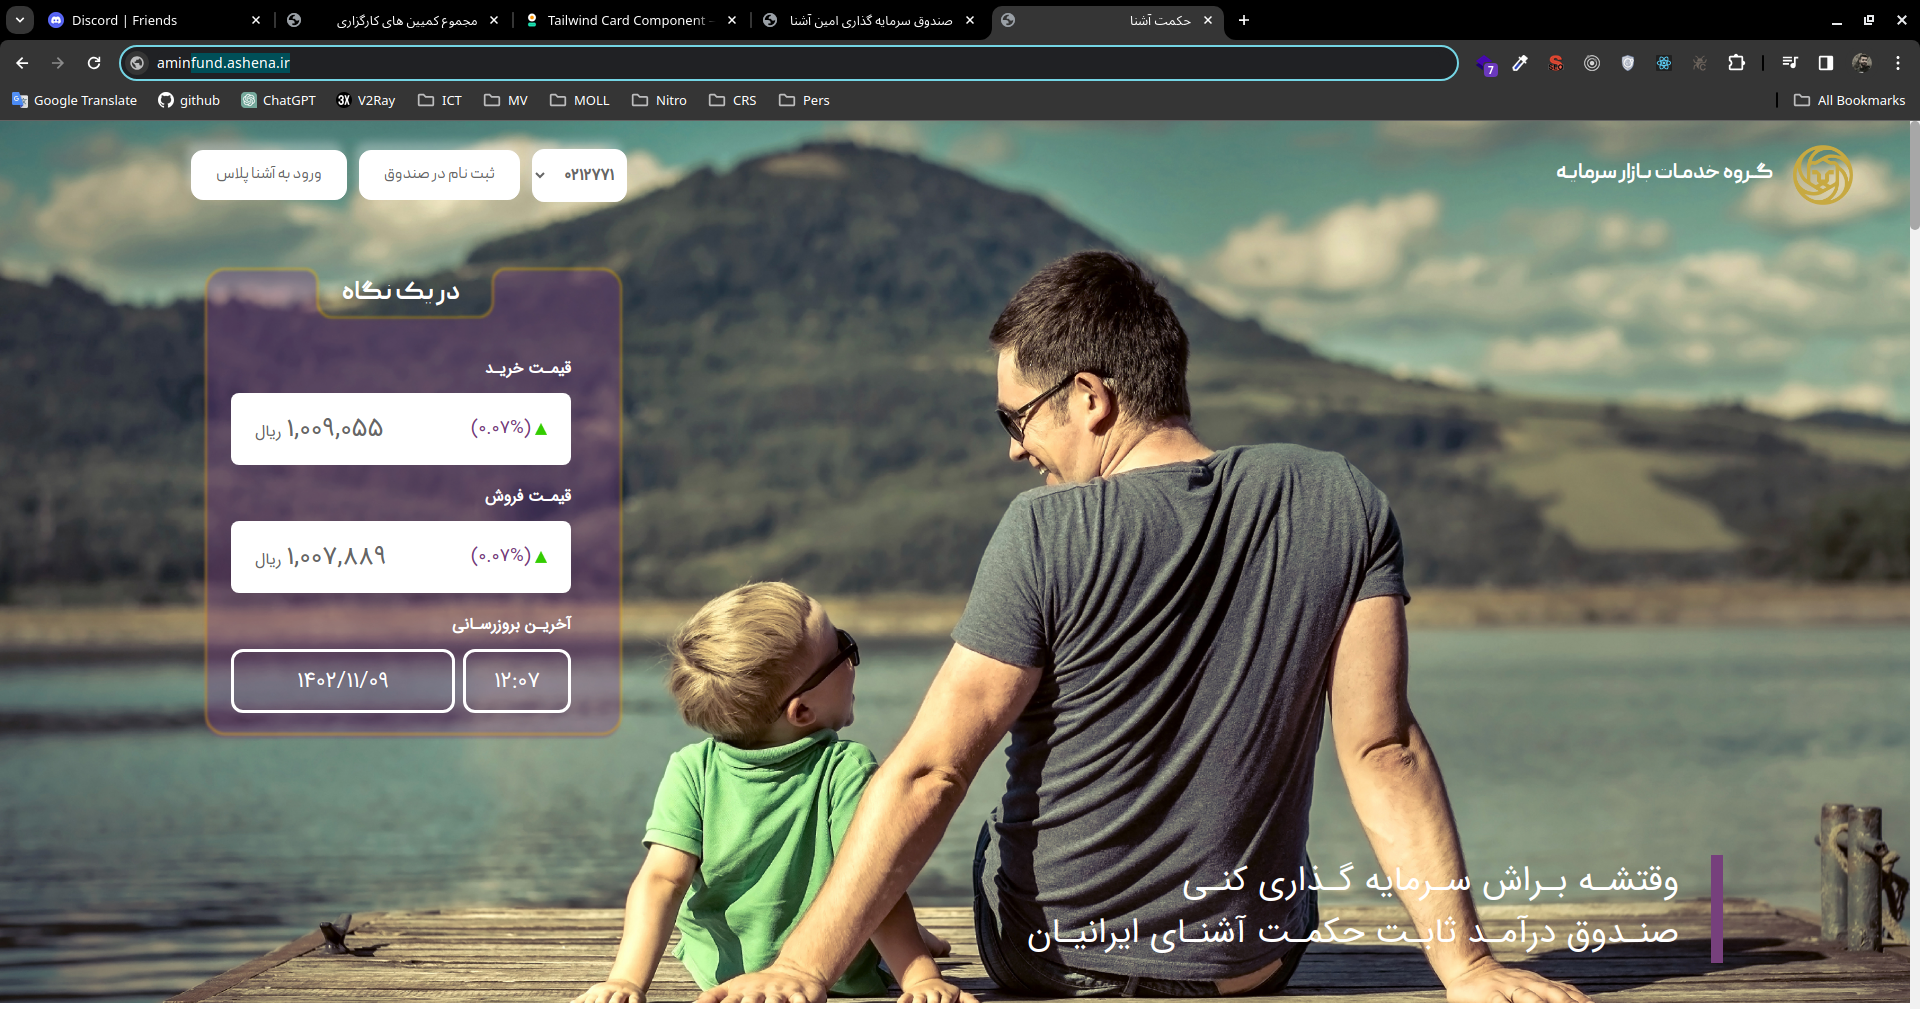 Discord | Friends
مجموع کمپین های کارگزاری
Tailwind Card Component -
صندوق سرمایه گذاری امین آشنا
حکمت آشنا
aminfund.ashena.ir
7
Google Translate
github
ChatGPT
3X V2Ray
ICT
MV
MOLL
Nitro
CRS
Pers
All Bookmarks
گروه خدمات بازار سرمایه
۰۲۱۲۷۷۱
ثبت نام در صندوق
ورود به آشنا پلاس
در یک نگاه
قیمت خرید
(۰.۰۷%) ۱,۰۰۹,۰۵۵ ریال
قیمت فروش
(۰.۰۷%) ۱,۰۰۷,۸۸۹ ریال
آخرین بروزرسانی
۱۲:۰۷ ۱۴۰۲/۱۱/۰۹
وقتشه براش سرمایه گذاری کنی
صندوق درآمد ثابت حکمت آشنای ایرانیان